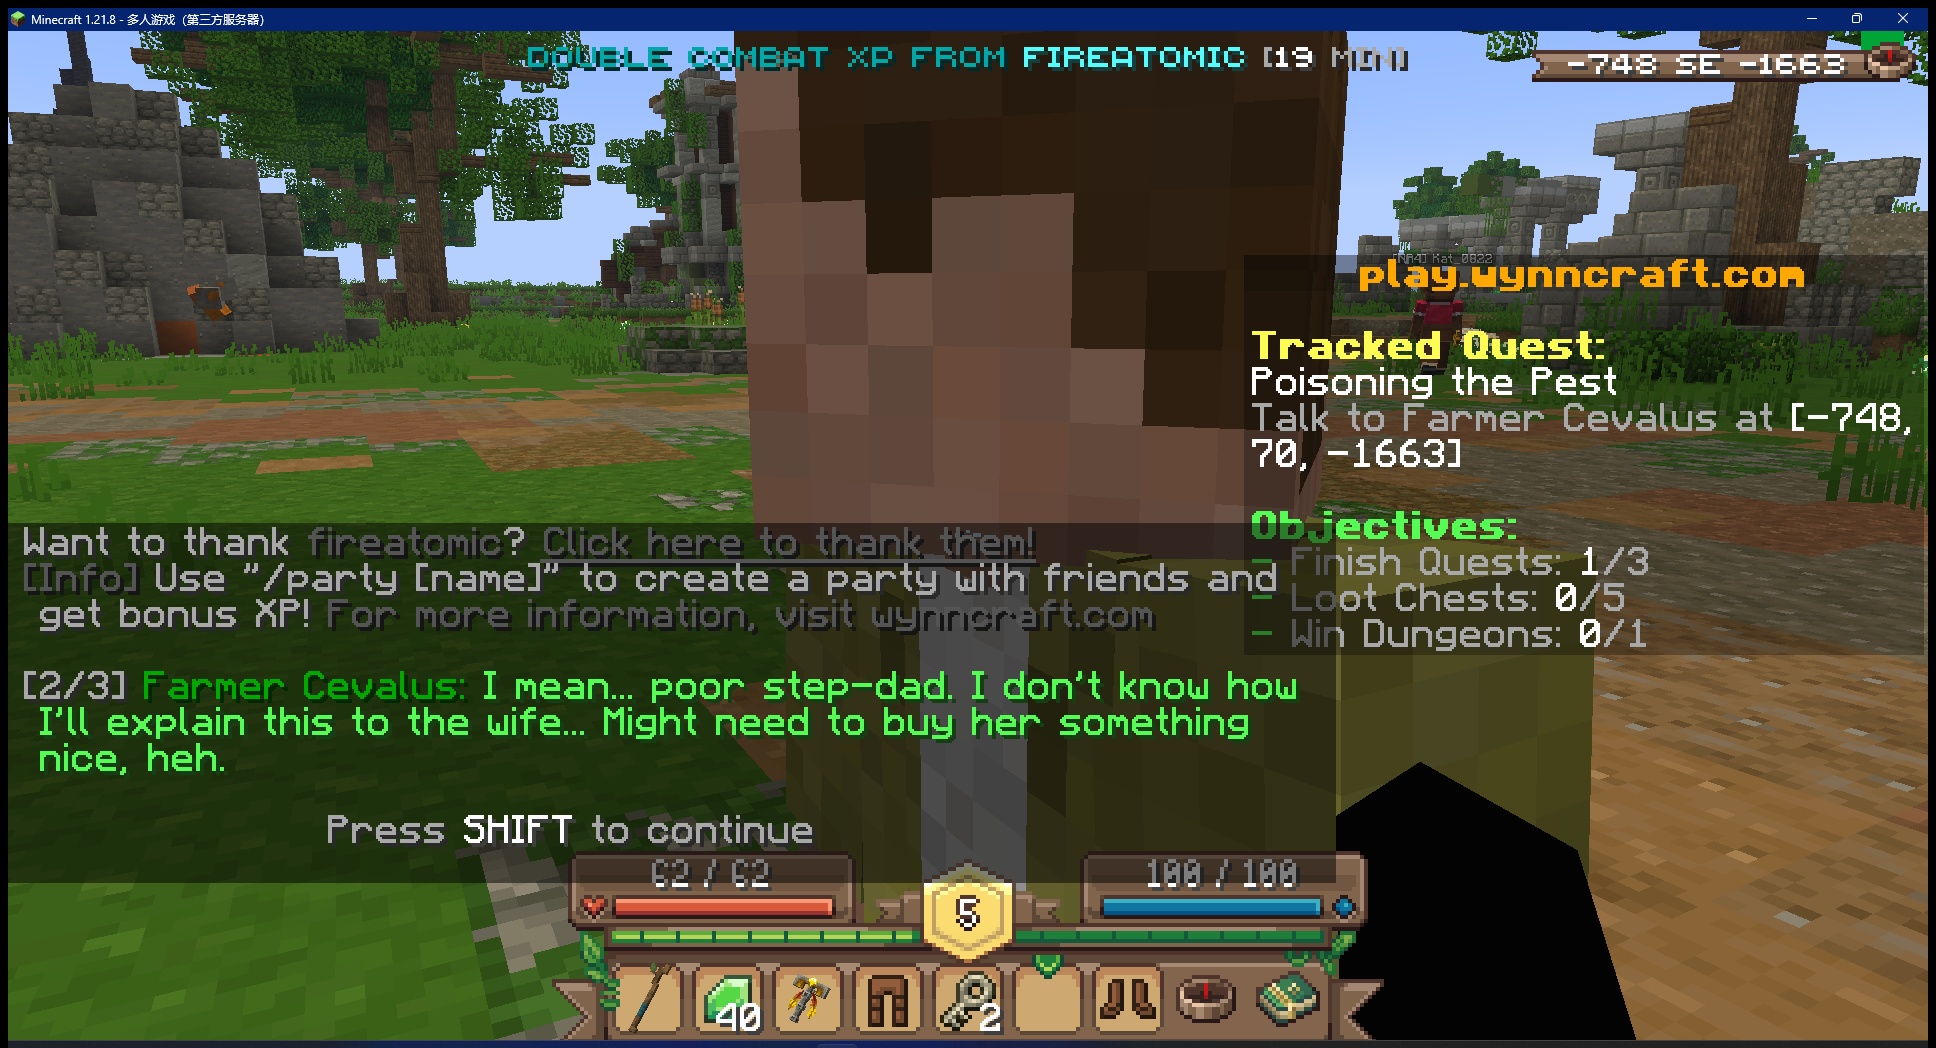 Minecraft 1.21.8 - 多人游戏（第三方服务器）
DOUBLE COMBAT XP FROM FIREATOMIC [19 MIN]
-748 SE -1663
[NA4] Kat_0822
play.wynncraft.com
Tracked Quest:
Poisoning the Pest
Talk to Farmer Cevalus at [-748,
70, -1663]
Objectives:
- Finish Quests: 1/3
- Loot Chests: 0/5
- Win Dungeons: 0/1
Want to thank fireatomic? Click here to thank them!
[Info] Use "/party [name]" to create a party with friends and
get bonus XP! For more information, visit wynncraft.com
[2/3] Farmer Cevalus: I mean... poor step-dad. I don't know how
I'll explain this to the wife... Might need to buy her something
nice, heh.
Press SHIFT to continue
62 / 62
100 / 100
5
40
2